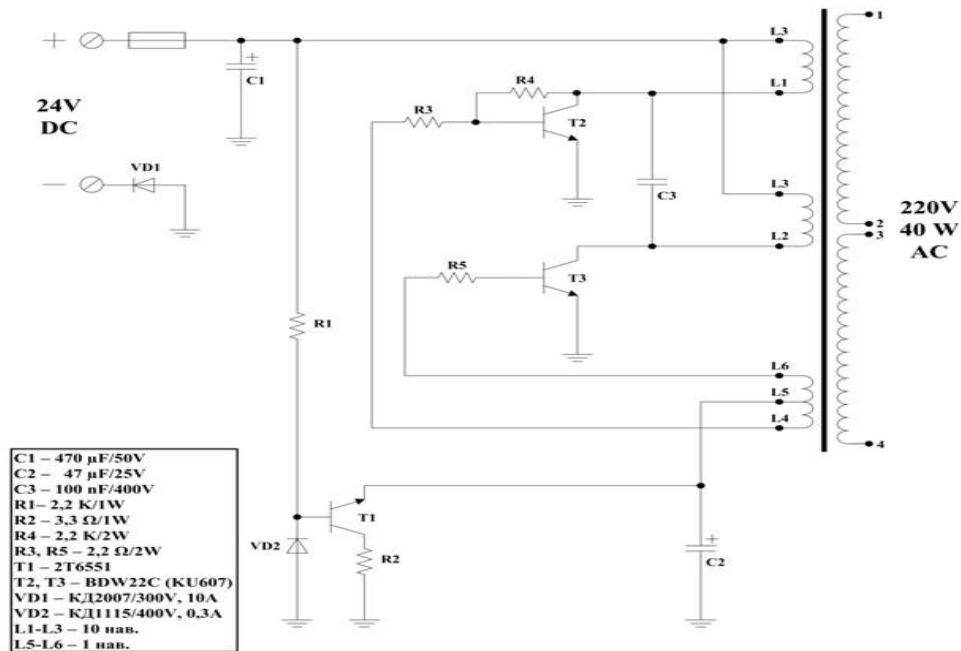 +
24V
DC
−
VD1
C1
+
R1
R3
R4
T2
R5
T3
C3
L3
L1
L3
L2
L6
L5
L4
1
2
3
4
220V
40 W
AC
VD2
T1
R2
C2
+
C1 – 470 µF/50V
C2 – 47 µF/25V
C3 – 100 nF/400V
R1– 2,2 K/1W
R2 – 3,3 Ω/1W
R4 – 2,2 K/2W
R3, R5 – 2,2 Ω/2W
T1 – 2T6551
T2, T3 – BDW22C (KU607)
VD1 – КД2007/300V, 10A
VD2 – КД1115/400V, 0,3A
L1-L3 – 10 нав.
L5-L6 – 1 нав.